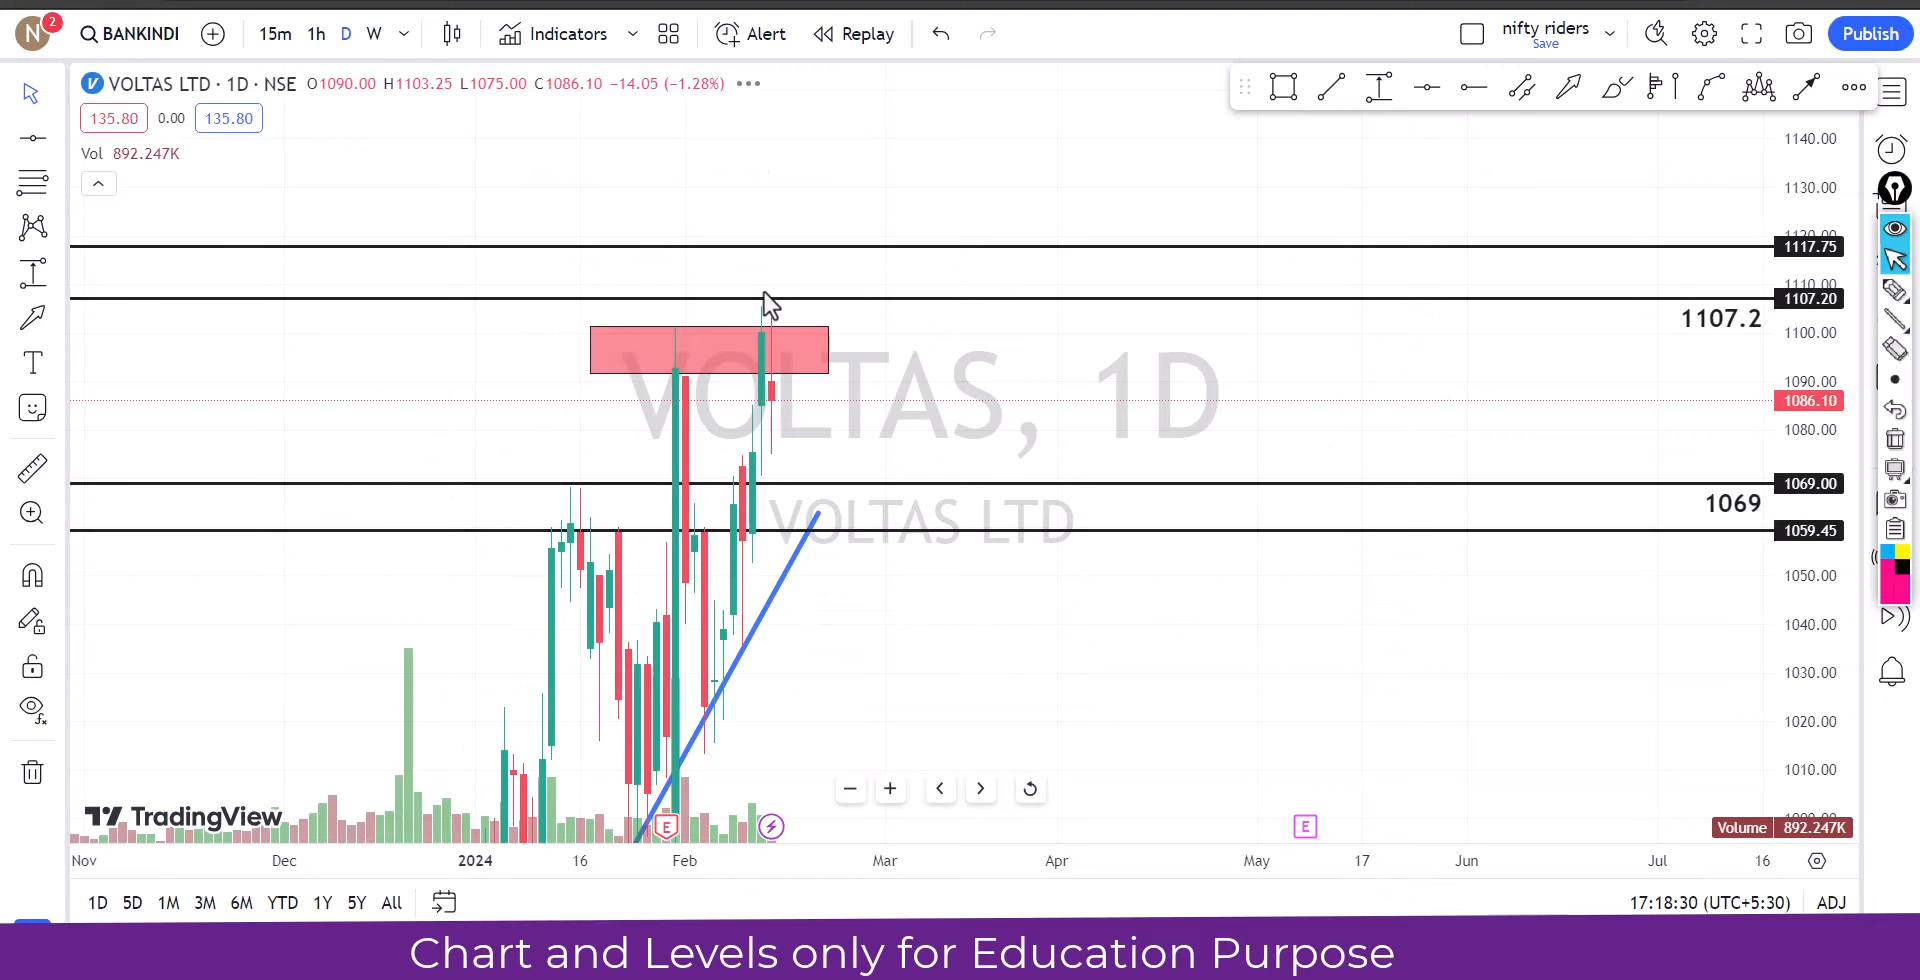 N 2 BANKINDI 15m 1h D W Indicators Alert Replay nifty riders Save Publish
VOLTAS LTD · 1D · NSE O1090.00 H1103.25 L1075.00 C1086.10 −14.05 (−1.28%)
135.80 0.00 135.80
Vol 892.247K
1140.00
1130.00
1117.75
1107.20
1107.2
1100.00
VOLTAS, 1D
1090.00
1086.10
1080.00
1069.00
1069
VOLTAS LTD
1059.45
1050.00
1040.00
1030.00
1020.00
1010.00
TradingView
E E
Volume 892.247K
Nov Dec 2024 16 Feb Mar Apr May 17 Jun Jul 16
1D 5D 1M 3M 6M YTD 1Y 5Y All 17:18:30 (UTC+5:30) ADJ
Chart and Levels only for Education Purpose